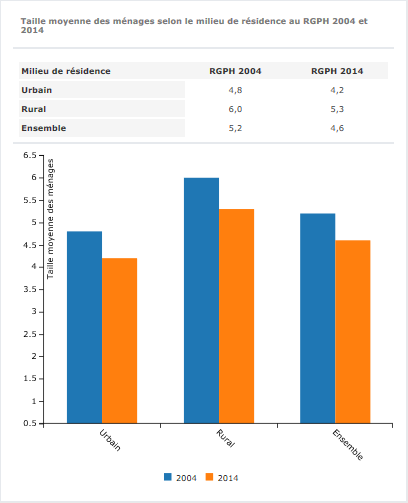 Taille moyenne des ménages selon le milieu de résidence au RGPH 2004 et
2014
Milieu de résidence RGPH 2004 RGPH 2014
Urbain 4,8 4,2
Rural 6,0 5,3
Ensemble 5,2 4,6
6.5
6
5.5
5
4.5
4
3.5
3
2.5
2
1.5
1
0.5
Taille moyenne des ménages
Urbain
Rural
Ensemble
2004 2014